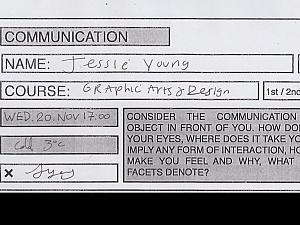 COMMUNICATION
NAME: Jessie Young
COURSE: GRAphic Arts & Design
1st / 2nd
WED. 20. NOV 17.00
Cold 3°C
x
CONSIDER THE COMMUNICATION
OBJECT IN FRONT OF YOU. HOW DO
YOUR EYES, WHERE DOES IT TAKE YO
IMPLY ANY FORM OF INTERACTION, HO
MAKE YOU FEEL AND WHY, WHAT
FACETS DENOTE?